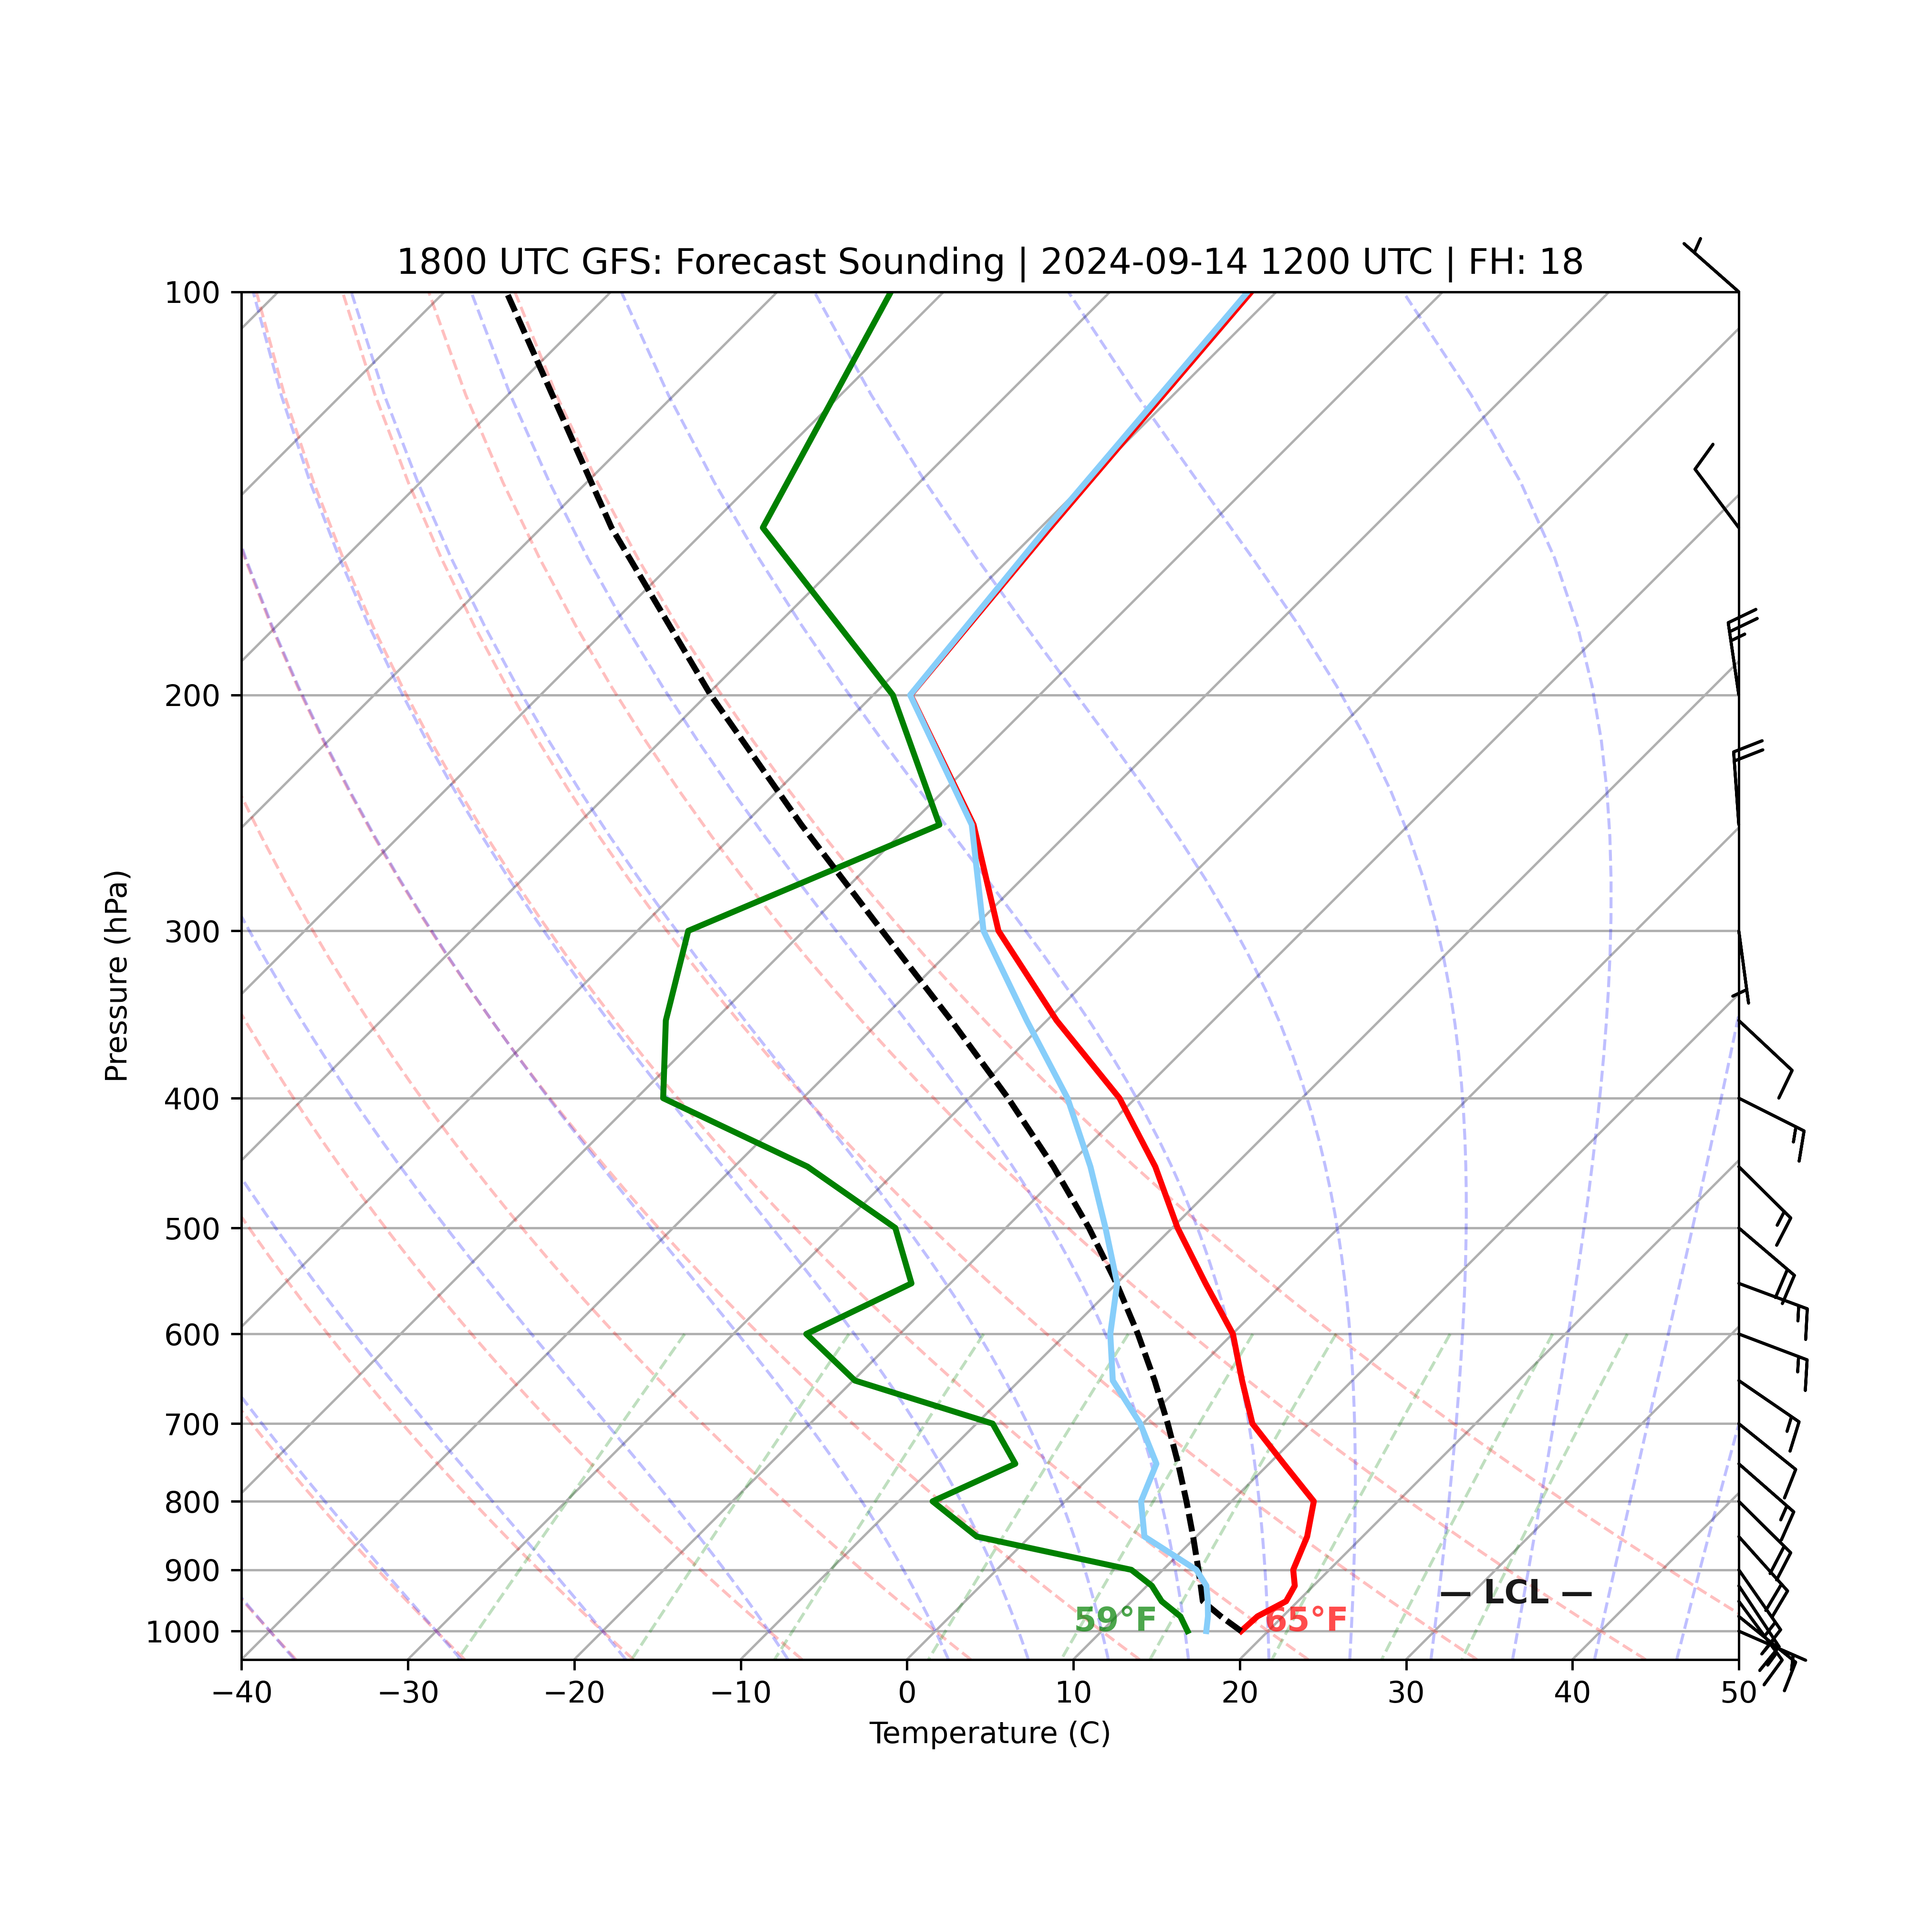 1800 UTC GFS: Forecast Sounding | 2024-09-14 1200 UTC | FH: 18
100
200
300
400
500
600
700
800
900
1000
Pressure (hPa)
— LCL —
59°F
65°F
−40 −30 −20 −10 0 10 20 30 40 50
Temperature (C)